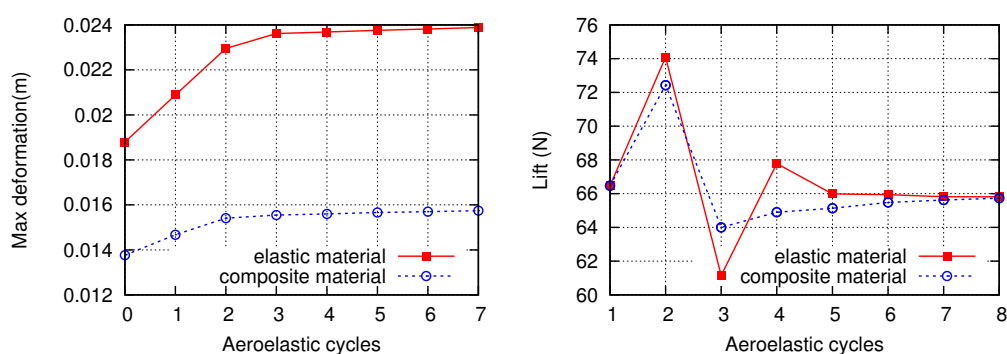 Max deformation(m)
0.024
0.022
0.02
0.018
0.016
0.014
0.012
elastic material
composite material
0 1 2 3 4 5 6 7
Aeroelastic cycles
Lift (N)
76
74
72
70
68
66
64
62
60
elastic material
composite material
1 2 3 4 5 6 7 8
Aeroelastic cycles